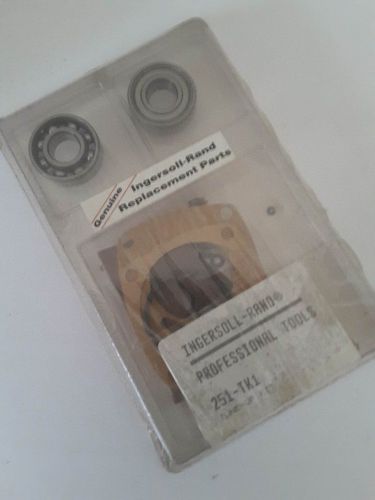 Genuine
Ingersoll-Rand
Replacement Parts
INGERSOLL-RAND®
PROFESSIONAL TOOLS
251-TK1